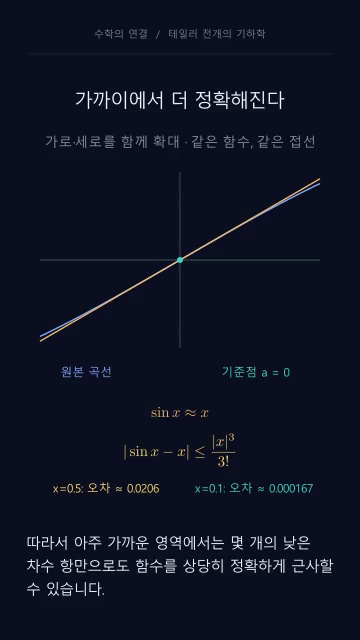 수학의 연결 / 테일러 전개의 기하학
가까이에서 더 정확해진다
가로·세로를 함께 확대 · 같은 함수, 같은 접선
원본 곡선
기준점 a = 0
sin x ≈ x
|sin x − x| ≤ |x|³/3!
x=0.5: 오차 ≈ 0.0206
x=0.1: 오차 ≈ 0.000167
따라서 아주 가까운 영역에서는 몇 개의 낮은
차수 항만으로도 함수를 상당히 정확하게 근사할
수 있습니다.